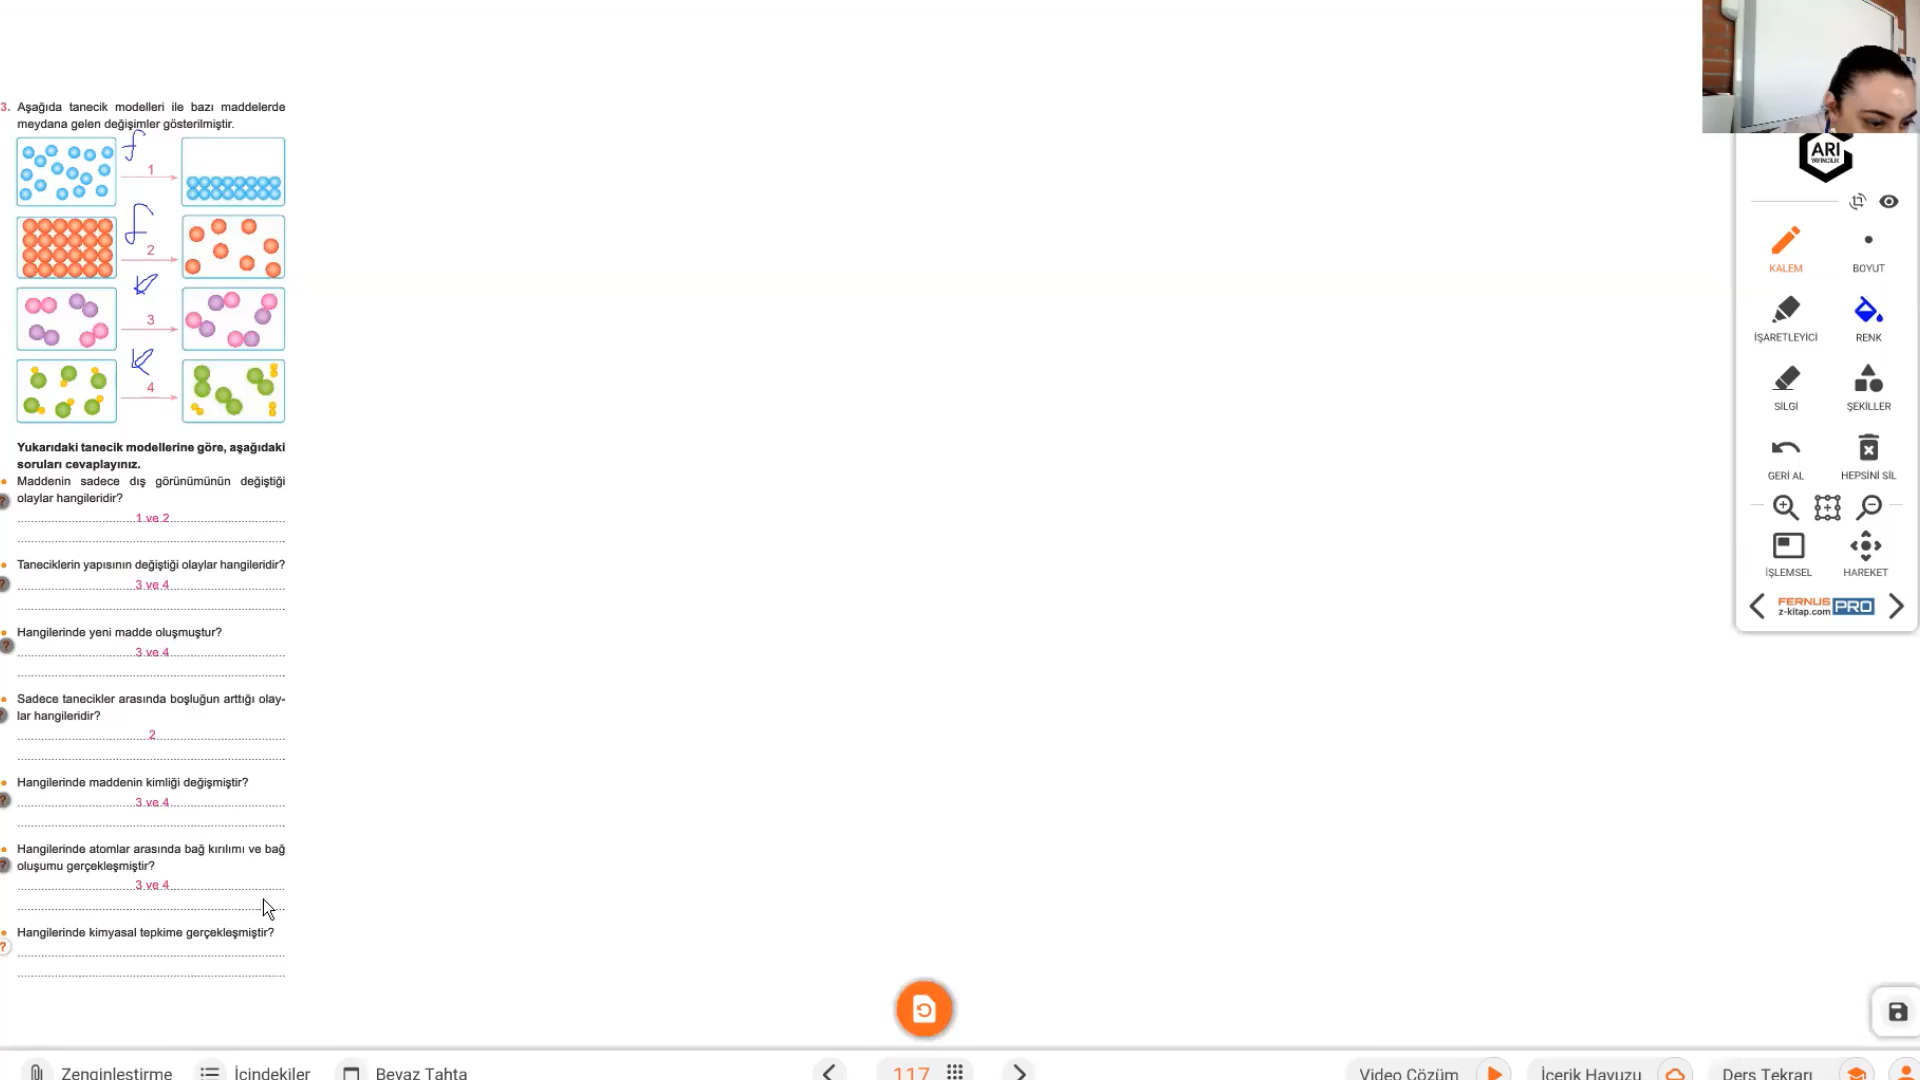 3. Aşağıda tanecik modelleri ile bazı maddelerde
meydana gelen değişimler gösterilmiştir.
f
1
f
2
K
3
K
4
Yukarıdaki tanecik modellerine göre, aşağıdaki
soruları cevaplayınız.
• Maddenin sadece dış görünümünün değiştiği
olaylar hangileridir?
1 ve 2
• Taneciklerin yapısının değiştiği olaylar hangileridir?
3 ve 4
• Hangilerinde yeni madde oluşmuştur?
3 ve 4
• Sadece tanecikler arasında boşluğun arttığı olay-
lar hangileridir?
2
• Hangilerinde maddenin kimliği değişmiştir?
3 ve 4
• Hangilerinde atomlar arasında bağ kırılımı ve bağ
oluşumu gerçekleşmiştir?
3 ve 4
• Hangilerinde kimyasal tepkime gerçekleşmiştir?
?
ARI
YAYINCILIK
KALEM
BOYUT
İŞARETLEYİCİ
RENK
SİLGİ
ŞEKİLLER
GERİ AL
HEPSİNİ SİL
İŞLEMSEL
HAREKET
FERNUS
z-kitap.com PRO
Zenginleştirme
İçindekiler
Beyaz Tahta
117
Video Çözüm
İçerik Havuzu
Ders Tekrarı